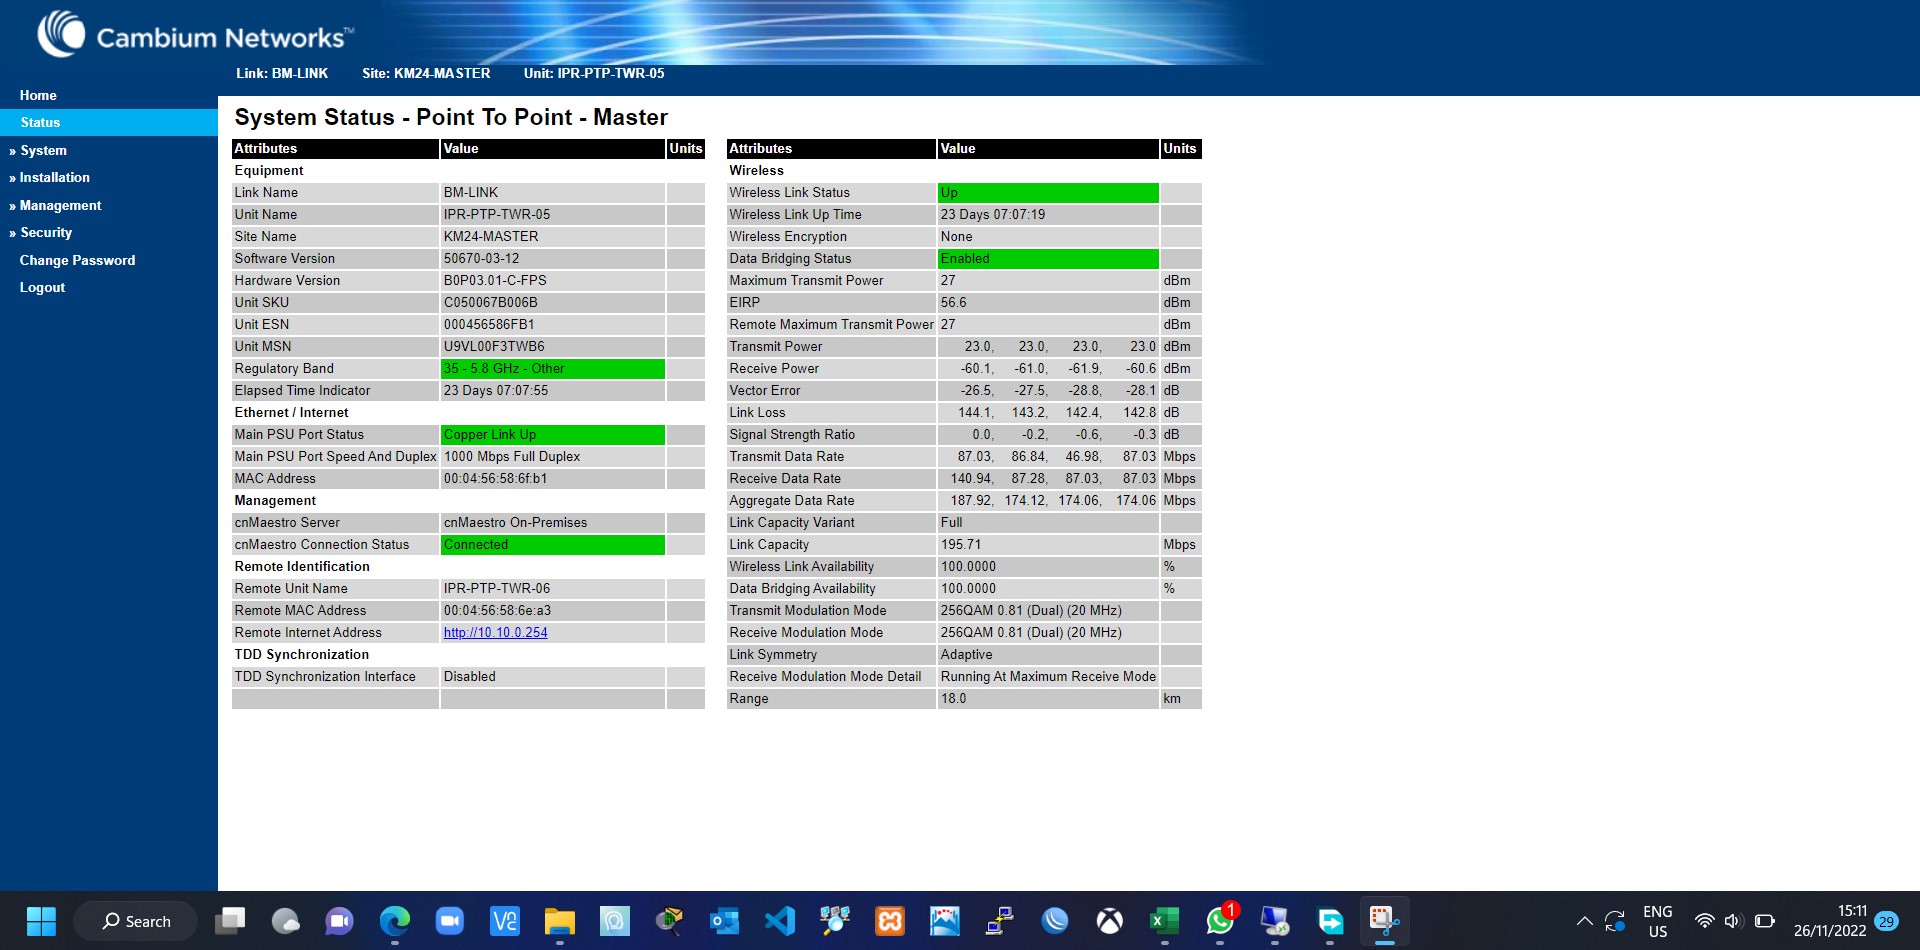 Cambium Networks™
Link: BM-LINK Site: KM24-MASTER Unit: IPR-PTP-TWR-05
Home
Status
» System
» Installation
» Management
» Security
Change Password
Logout
System Status - Point To Point - Master
Attributes Value Units
Equipment
Link Name BM-LINK
Unit Name IPR-PTP-TWR-05
Site Name KM24-MASTER
Software Version 50670-03-12
Hardware Version B0P03.01-C-FPS
Unit SKU C050067B006B
Unit ESN 000456586FB1
Unit MSN U9VL00F3TWB6
Regulatory Band 35 - 5.8 GHz - Other
Elapsed Time Indicator 23 Days 07:07:55
Ethernet / Internet
Main PSU Port Status Copper Link Up
Main PSU Port Speed And Duplex 1000 Mbps Full Duplex
MAC Address 00:04:56:58:6f:b1
Management
cnMaestro Server cnMaestro On-Premises
cnMaestro Connection Status Connected
Remote Identification
Remote Unit Name IPR-PTP-TWR-06
Remote MAC Address 00:04:56:58:6e:a3
Remote Internet Address http://10.10.0.254
TDD Synchronization
TDD Synchronization Interface Disabled
Attributes Value Units
Wireless
Wireless Link Status Up
Wireless Link Up Time 23 Days 07:07:19
Wireless Encryption None
Data Bridging Status Enabled
Maximum Transmit Power 27 dBm
EIRP 56.6 dBm
Remote Maximum Transmit Power 27 dBm
Transmit Power 23.0, 23.0, 23.0, 23.0 dBm
Receive Power -60.1, -61.0, -61.9, -60.6 dBm
Vector Error -26.5, -27.5, -28.8, -28.1 dB
Link Loss 144.1, 143.2, 142.4, 142.8 dB
Signal Strength Ratio 0.0, -0.2, -0.6, -0.3 dB
Transmit Data Rate 87.03, 86.84, 46.98, 87.03 Mbps
Receive Data Rate 140.94, 87.28, 87.03, 87.03 Mbps
Aggregate Data Rate 187.92, 174.12, 174.06, 174.06 Mbps
Link Capacity Variant Full
Link Capacity 195.71 Mbps
Wireless Link Availability 100.0000 %
Data Bridging Availability 100.0000 %
Transmit Modulation Mode 256QAM 0.81 (Dual) (20 MHz)
Receive Modulation Mode 256QAM 0.81 (Dual) (20 MHz)
Link Symmetry Adaptive
Receive Modulation Mode Detail Running At Maximum Receive Mode
Range 18.0 km
Search
1
ENG
US
15:11
26/11/2022
29